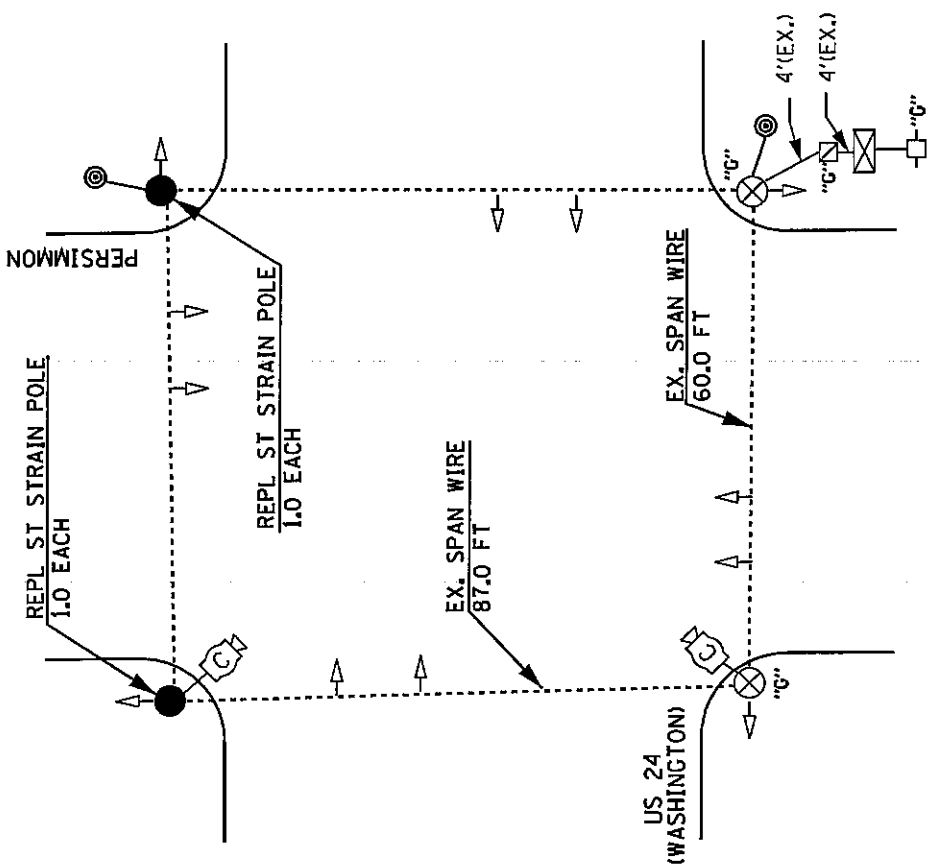 PERSIMMON
REPL ST STRAIN POLE
1.0 EACH
REPL ST STRAIN POLE
1.0 EACH
EX. SPAN WIRE
87.0 FT
EX. SPAN WIRE
60.0 FT
4'(EX.)
4'(EX.)
"G"
"G"
"G"
"G"
C
C
US 24
(WASHINGTON)